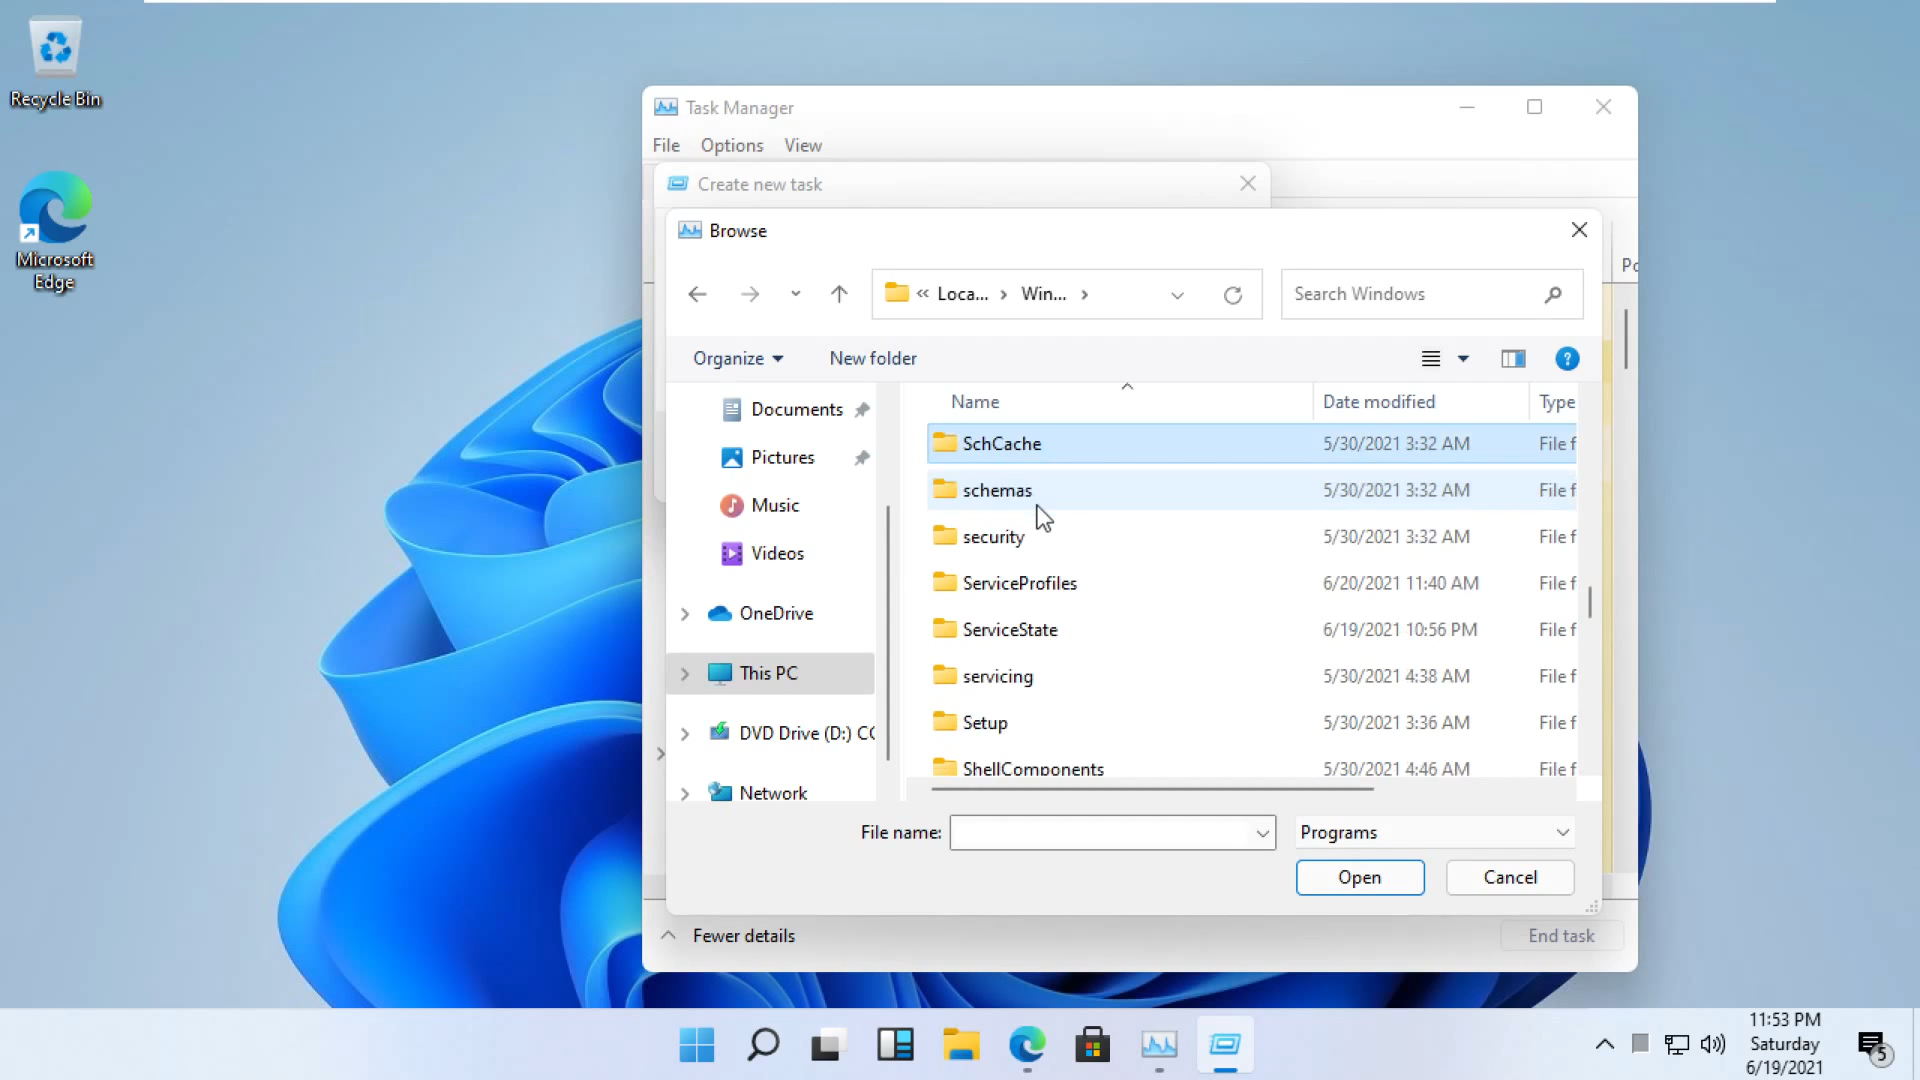 Recycle Bin
Microsoft
Edge
Task Manager
File Options View
Create new task
Browse
« Loca... › Win... ›
Search Windows
Po
Organize
New folder
?
Name
Date modified
Type
Documents
Pictures
Music
Videos
OneDrive
This PC
DVD Drive (D:) CC
Network
SchCache 5/30/2021 3:32 AM File f
schemas 5/30/2021 3:32 AM File f
security 5/30/2021 3:32 AM File f
ServiceProfiles 6/20/2021 11:40 AM File f
ServiceState 6/19/2021 10:56 PM File f
servicing 5/30/2021 4:38 AM File f
Setup 5/30/2021 3:36 AM File f
ShellComponents 5/30/2021 4:46 AM File f
File name:
Programs
Open
Cancel
Fewer details
End task
11:53 PM
Saturday
6/19/2021
5